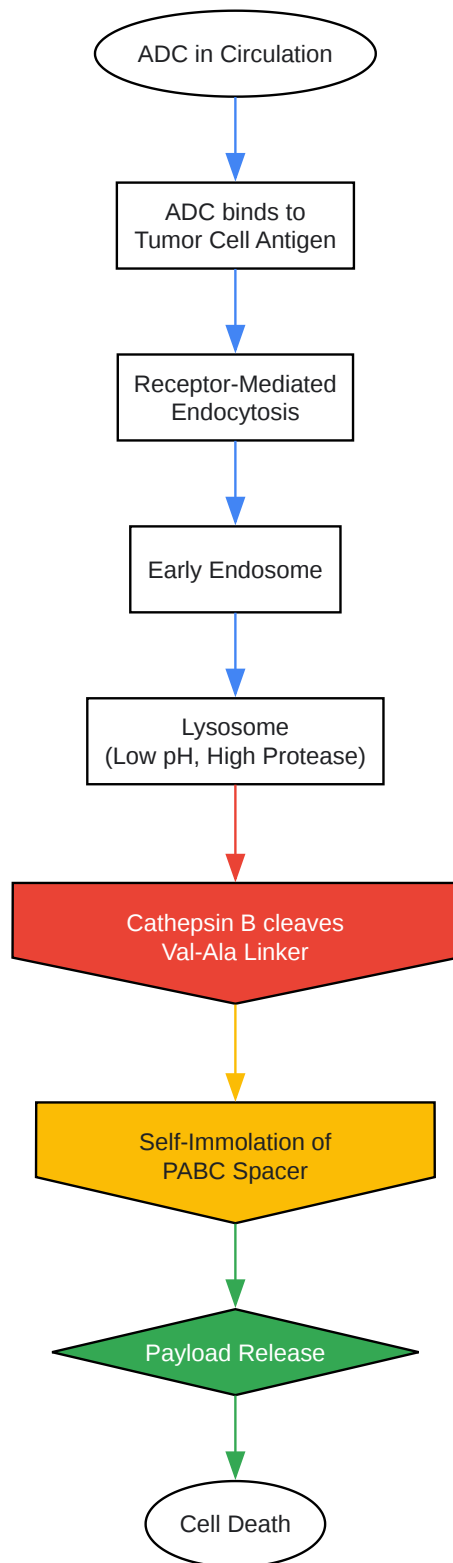 ADC in Circulation
ADC binds to
Tumor Cell Antigen
Receptor-Mediated
Endocytosis
Early Endosome
Lysosome
(Low pH, High Protease)
Cathepsin B cleaves
Val-Ala Linker
Self-Immolation of
PABC Spacer
Payload Release
Cell Death